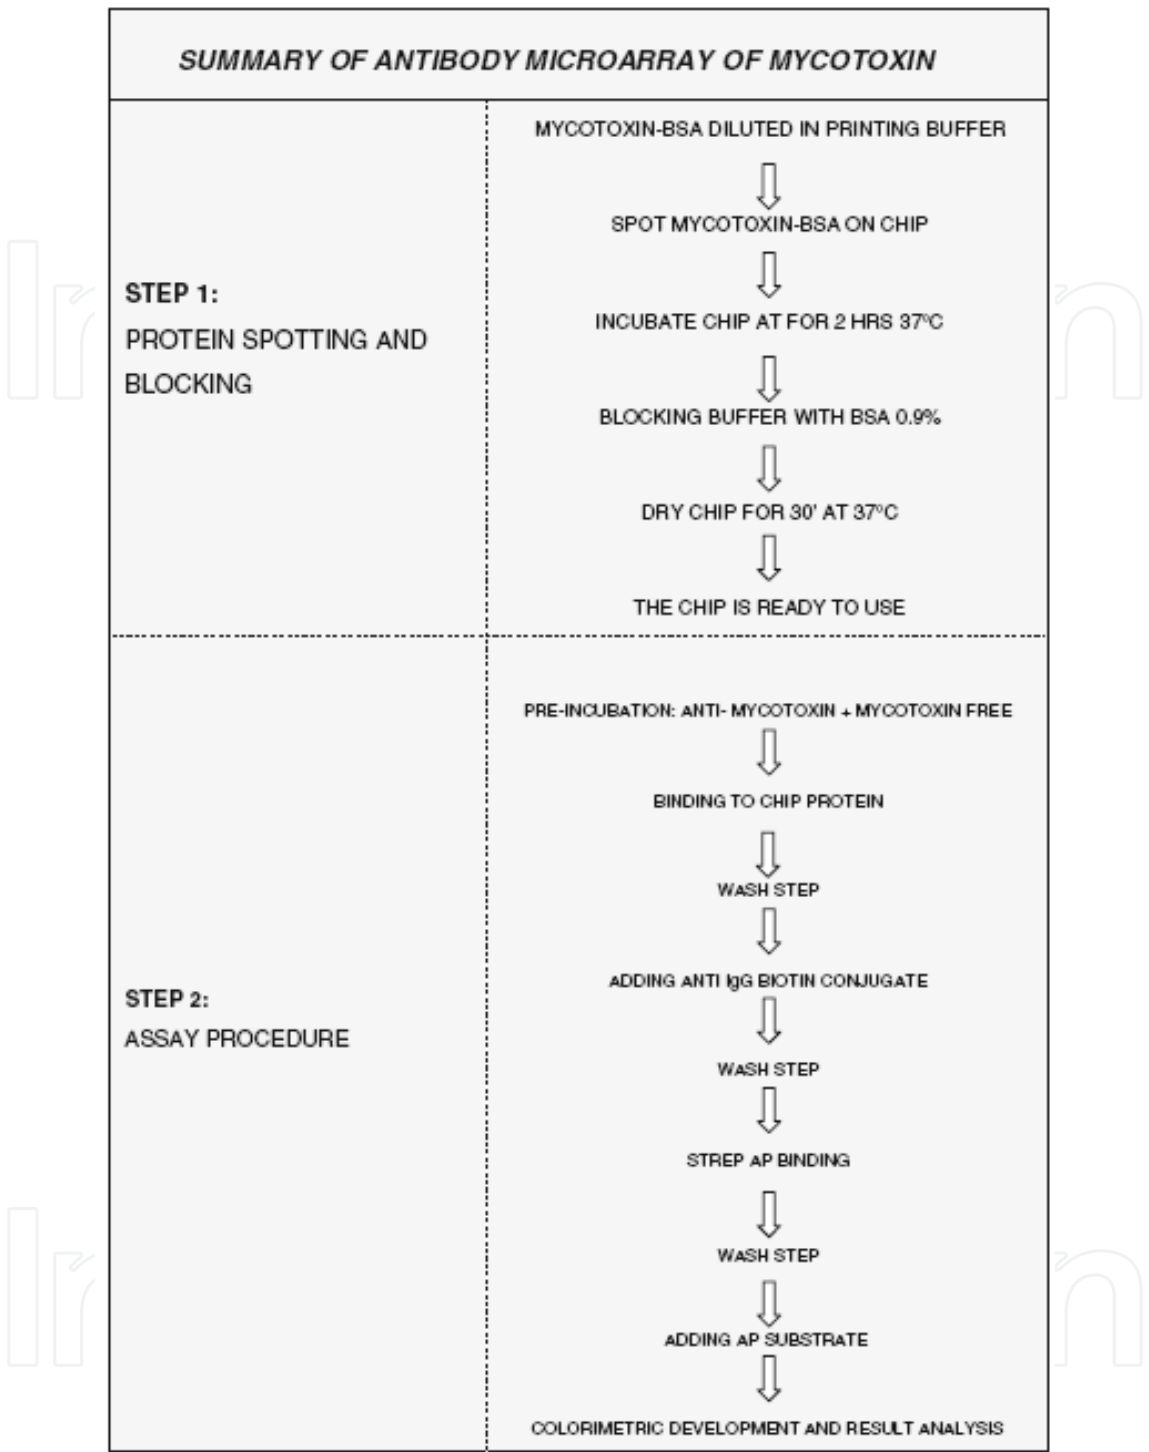 SUMMARY OF ANTIBODY MICROARRAY OF MYCOTOXIN
STEP 1:
PROTEIN SPOTTING AND
BLOCKING
MYCOTOXIN-BSA DILUTED IN PRINTING BUFFER
SPOT MYCOTOXIN-BSA ON CHIP
INCUBATE CHIP AT FOR 2 HRS 37ºC
BLOCKING BUFFER WITH BSA 0.9%
DRY CHIP FOR 30' AT 37ºC
THE CHIP IS READY TO USE
STEP 2:
ASSAY PROCEDURE
PRE-INCUBATION: ANTI- MYCOTOXIN + MYCOTOXIN FREE
BINDING TO CHIP PROTEIN
WASH STEP
ADDING ANTI IgG BIOTIN CONJUGATE
WASH STEP
STREP AP BINDING
WASH STEP
ADDING AP SUBSTRATE
COLORIMETRIC DEVELOPMENT AND RESULT ANALYSIS